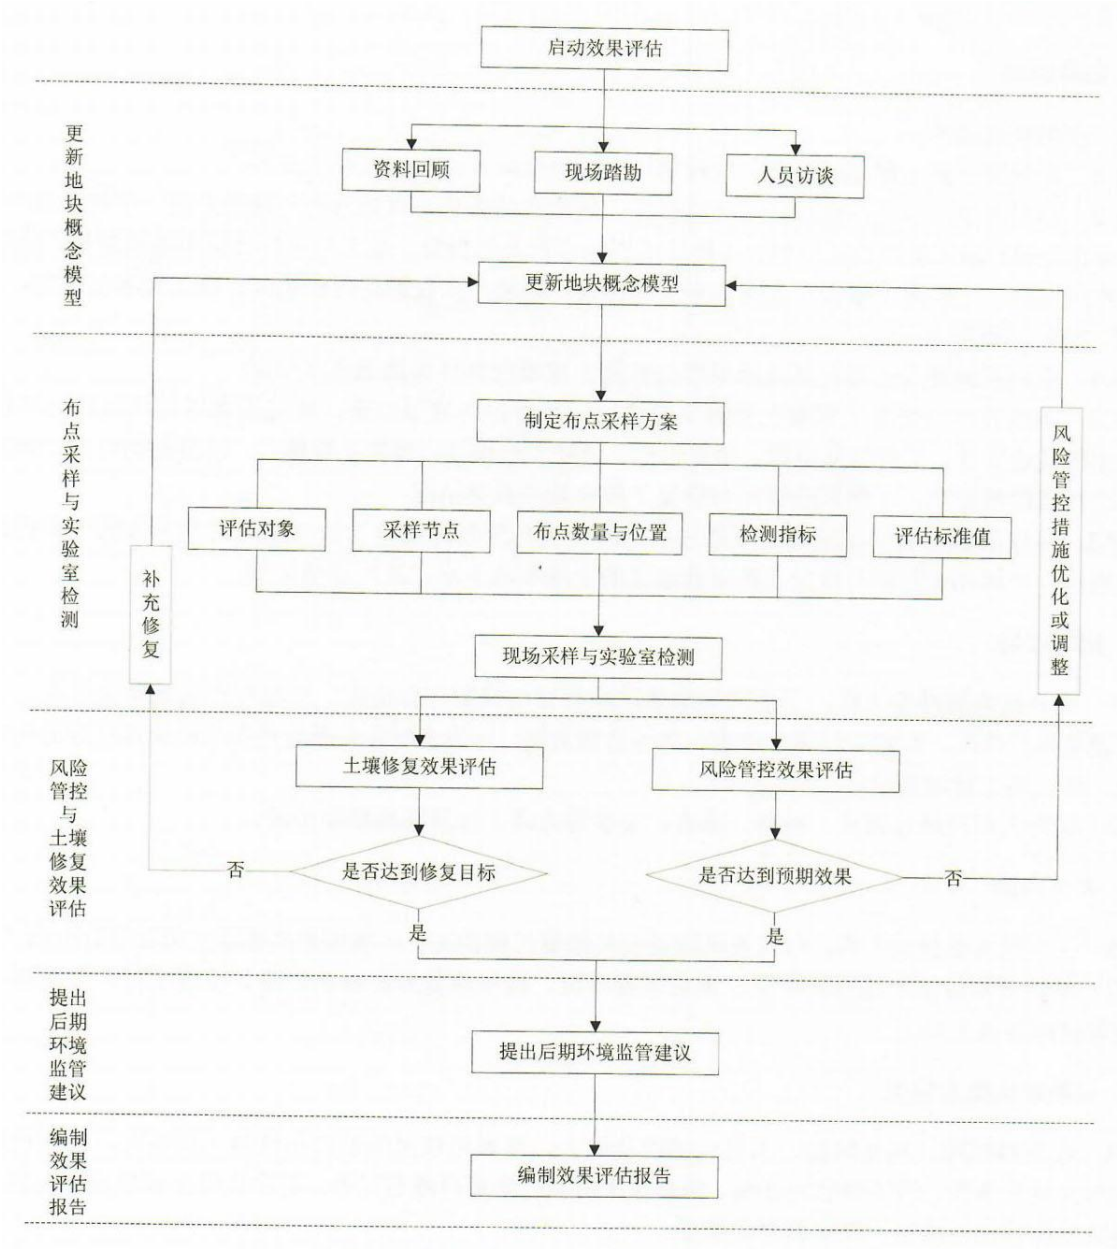 启动效果评估
更新地块概念模型
资料回顾
现场踏勘
人员访谈
更新地块概念模型
布点采样与实验室检测
制定布点采样方案
评估对象
采样节点
布点数量与位置
检测指标
评估标准值
补充修复
风险管控措施优化或调整
现场采样与实验室检测
风险
管控
与
土壤
修复
效果
评估
土壤修复效果评估
风险管控效果评估
否
是否达到修复目标
是否达到预期效果
否
是
是
提出
后期
环境
监管
建议
提出后期环境监管建议
编制
效果
评估
报告
编制效果评估报告